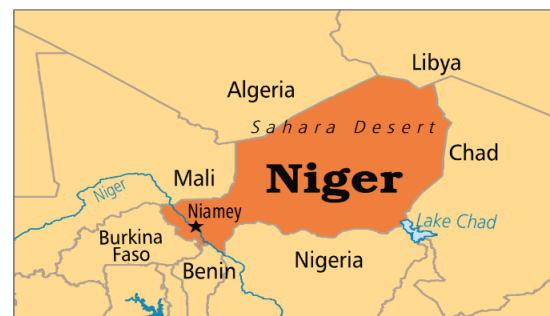 Libya
Algeria
Sahara Desert
Chad
Mali
Niger
Niger
Niamey
Lake Chad
Burkina
Faso
Nigeria
Benin